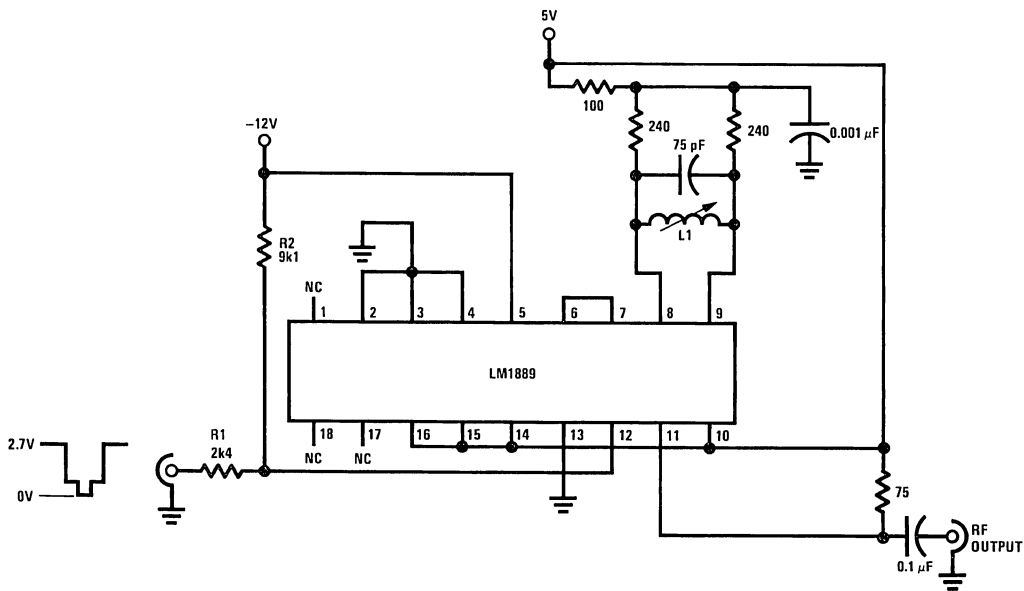 5V
100
240
240
0.001 μF
75 pF
L1
−12V
R2
9k1
NC
1
2
3
4
5
6
7
8
9
LM1889
18
17
16
15
14
13
12
11
10
NC
NC
2.7V
0V
R1
2k4
75
0.1 μF
RF
OUTPUT